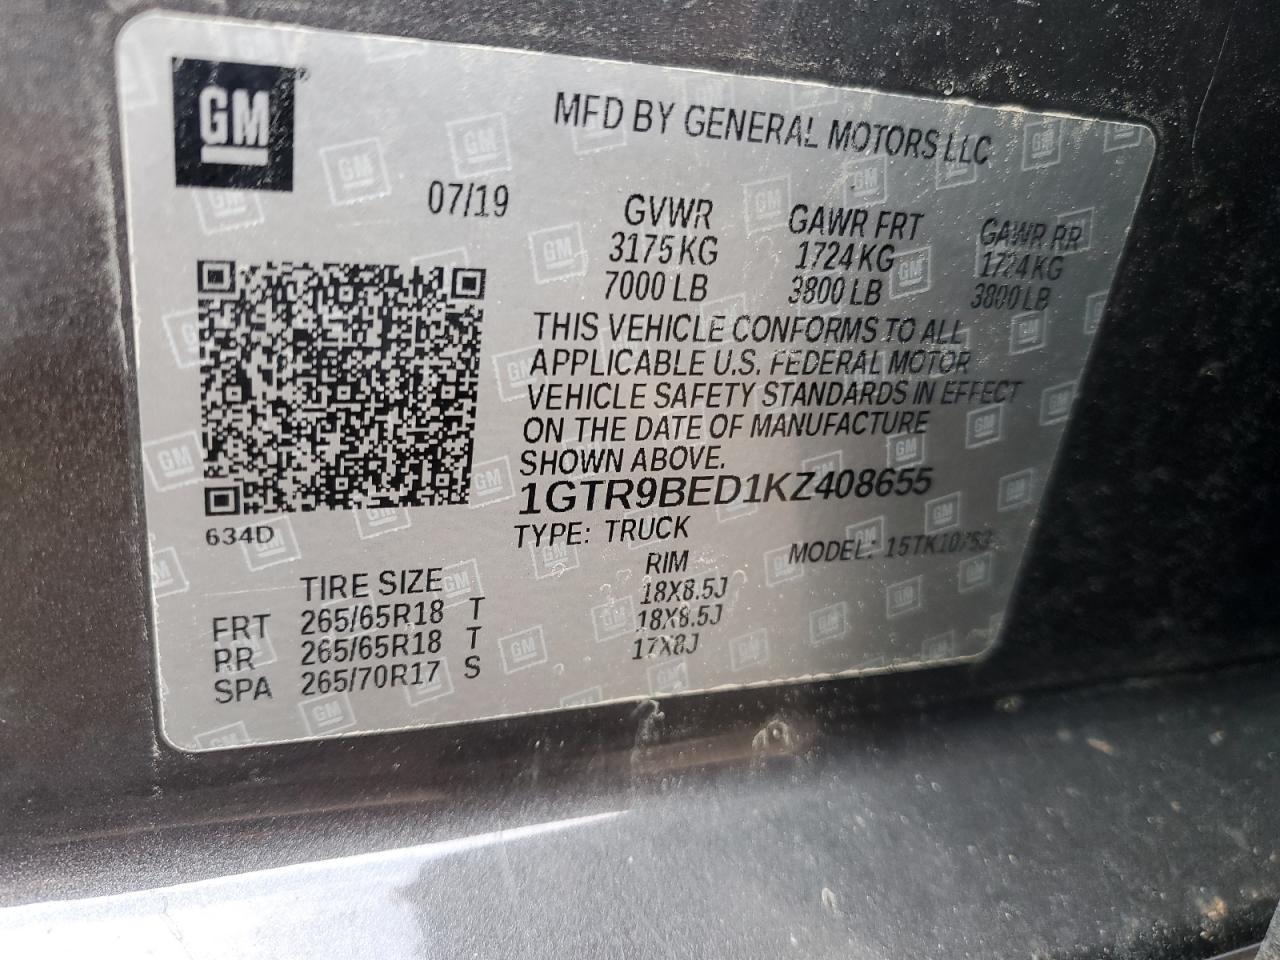 GM
MFD BY GENERAL MOTORS LLC
07/19
GVWR GAWR FRT GAWR RR
3175 KG 1724 KG 1724 KG
7000 LB 3800 LB 3800 LB
THIS VEHICLE CONFORMS TO ALL
APPLICABLE U.S. FEDERAL MOTOR
VEHICLE SAFETY STANDARDS IN EFFECT
ON THE DATE OF MANUFACTURE
SHOWN ABOVE.
1GTR9BED1KZ408655
634D
TYPE: TRUCK MODEL:
TIRE SIZE RIM
FRT 265/65R18 T 18X8.5J
RR 265/65R18 T 18X8.5J
SPA 265/70R17 S 17X8J